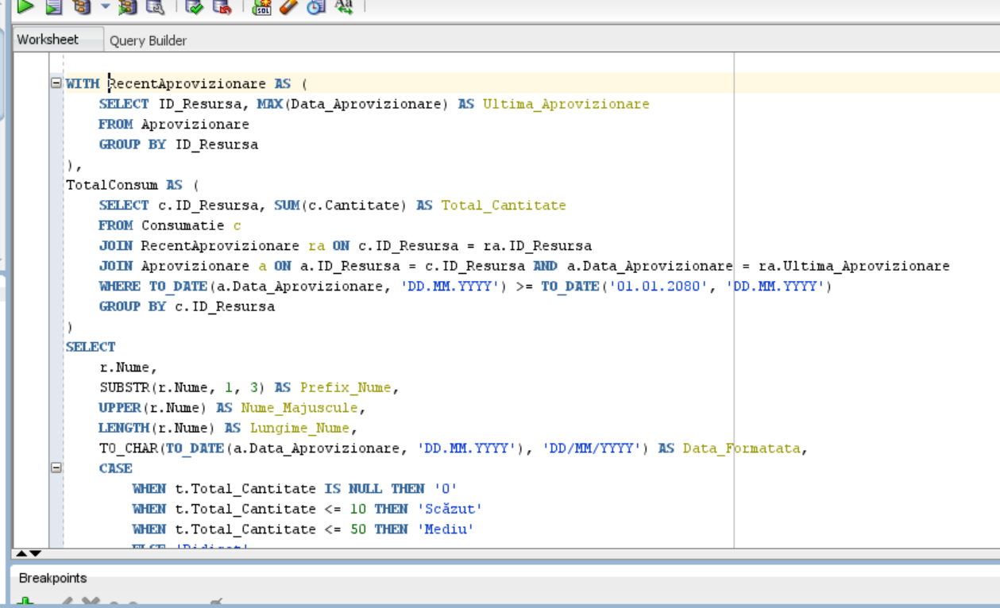 SQL
Aa
Worksheet
Query Builder
WITH RecentAprovizionare AS (
SELECT ID_Resursa, MAX(Data_Aprovizionare) AS Ultima_Aprovizionare
FROM Aprovizionare
GROUP BY ID_Resursa
),
TotalConsum AS (
SELECT c.ID_Resursa, SUM(c.Cantitate) AS Total_Cantitate
FROM Consumatie c
JOIN RecentAprovizionare ra ON c.ID_Resursa = ra.ID_Resursa
JOIN Aprovizionare a ON a.ID_Resursa = c.ID_Resursa AND a.Data_Aprovizionare = ra.Ultima_Aprovizionare
WHERE TO_DATE(a.Data_Aprovizionare, 'DD.MM.YYYY') >= TO_DATE('01.01.2080', 'DD.MM.YYYY')
GROUP BY c.ID_Resursa
)
SELECT
r.Nume,
SUBSTR(r.Nume, 1, 3) AS Prefix_Nume,
UPPER(r.Nume) AS Nume_Majuscule,
LENGTH(r.Nume) AS Lungime_Nume,
TO_CHAR(TO_DATE(a.Data_Aprovizionare, 'DD.MM.YYYY'), 'DD/MM/YYYY') AS Data_Formatata,
CASE
WHEN t.Total_Cantitate IS NULL THEN '0'
WHEN t.Total_Cantitate <= 10 THEN 'Scăzut'
WHEN t.Total_Cantitate <= 50 THEN 'Mediu'
ELSE 'Ridicat'
Breakpoints